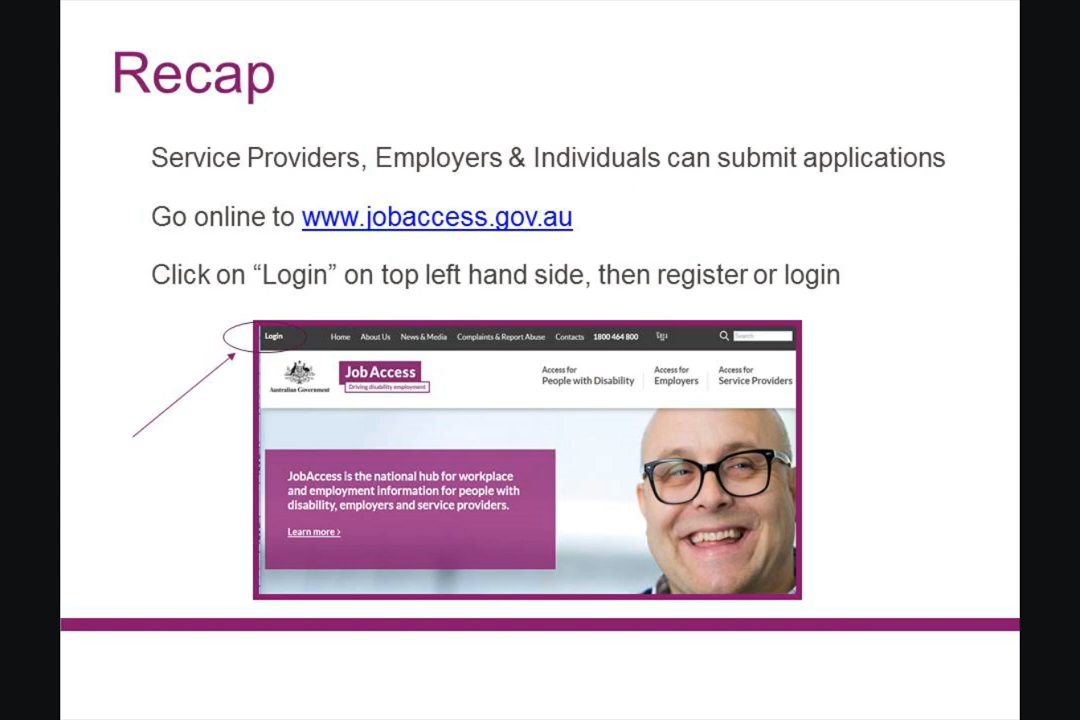 Recap
Service Providers, Employers & Individuals can submit applications
Go online to www.jobaccess.gov.au
Click on “Login” on top left hand side, then register or login
Login Home About Us News & Media Complaints & Report Abuse Contacts 1800 464 800 Search
Australian Government
Job Access
Driving disability employment
Access for
People with Disability
Access for
Employers
Access for
Service Providers
JobAccess is the national hub for workplace
and employment information for people with
disability, employers and service providers.
Learn more >